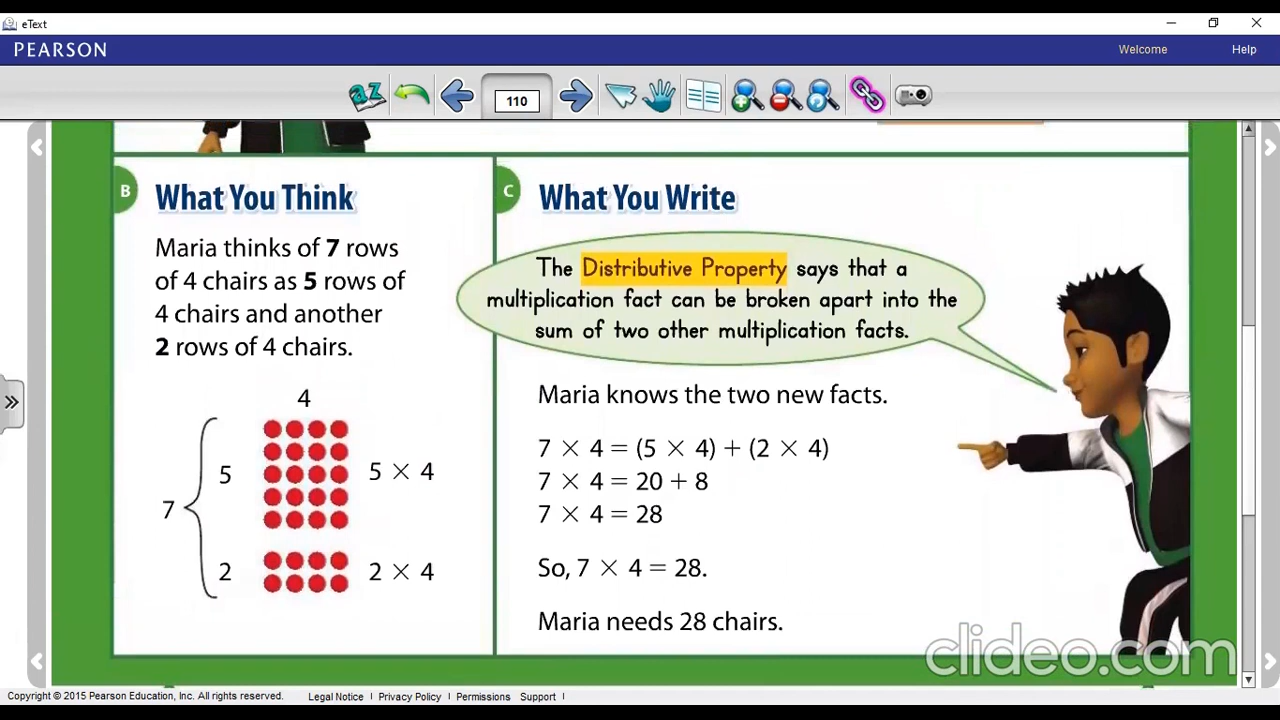 eText
PEARSON
Welcome
Help
az
110
B
What You Think
Maria thinks of 7 rows
of 4 chairs as 5 rows of
4 chairs and another
2 rows of 4 chairs.
4
5
5 × 4
7
2
2 × 4
C
What You Write
The Distributive Property says that a
multiplication fact can be broken apart into the
sum of two other multiplication facts.
Maria knows the two new facts.
7 × 4 = (5 × 4) + (2 × 4)
7 × 4 = 20 + 8
7 × 4 = 28
So, 7 × 4 = 28.
Maria needs 28 chairs.
clideo.com
Copyright © 2015 Pearson Education, Inc. All rights reserved.
Legal Notice | Privacy Policy | Permissions Support |